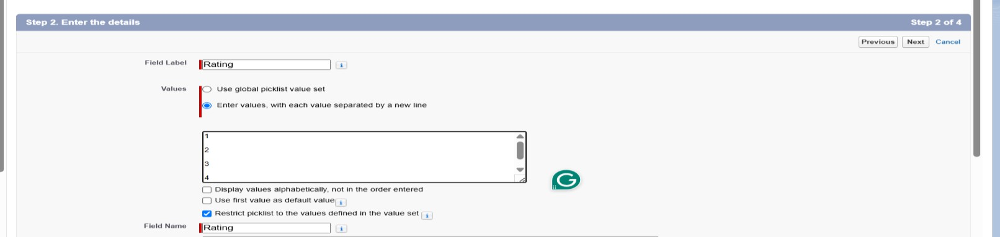 Step 2. Enter the details Step 2 of 4
Previous Next Cancel
Field Label Rating i
Values Use global picklist value set
Enter values, with each value separated by a new line
1
2
3
4
G
Display values alphabetically, not in the order entered
Use first value as default value i
Restrict picklist to the values defined in the value set i
Field Name Rating i